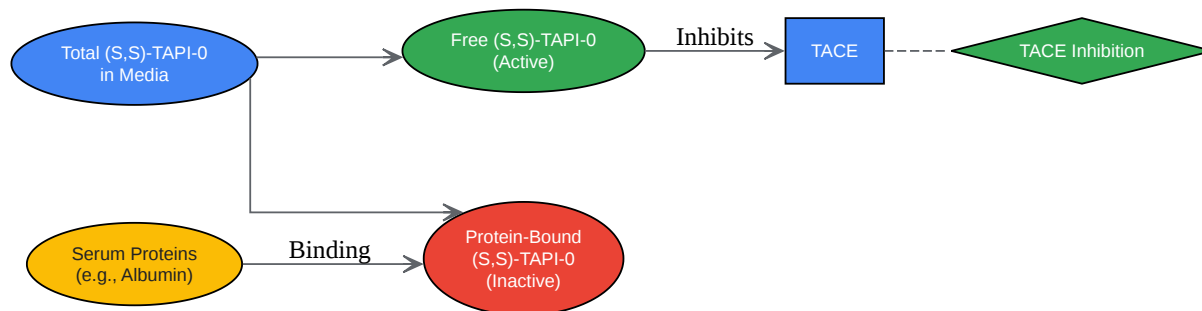 Total (S,S)-TAPI-0
in Media
Free (S,S)-TAPI-0
(Active)
Inhibits
TACE
TACE Inhibition
Serum Proteins
(e.g., Albumin)
Binding
Protein-Bound
(S,S)-TAPI-0
(Inactive)